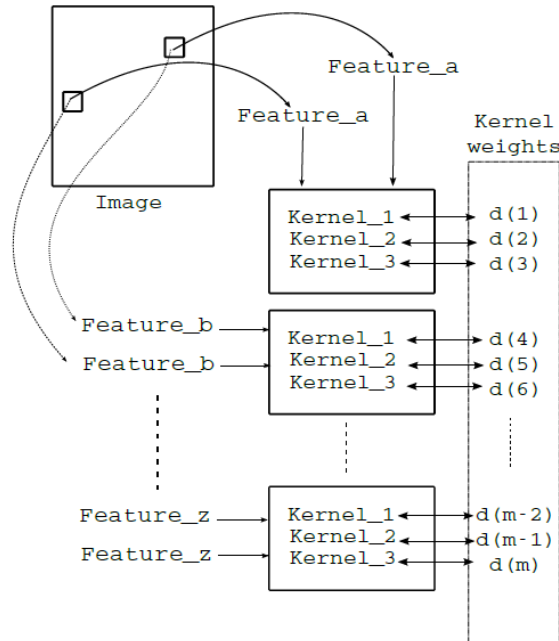 Feature_a
Feature_a
Kernel
weights
Image
Kernel_1
d(1)
Kernel_2
d(2)
Kernel_3
d(3)
Feature_b
Kernel_1
d(4)
Feature_b
Kernel_2
d(5)
Kernel_3
d(6)
Feature_z
Kernel_1
d(m-2)
Feature_z
Kernel_2
d(m-1)
Kernel_3
d(m)